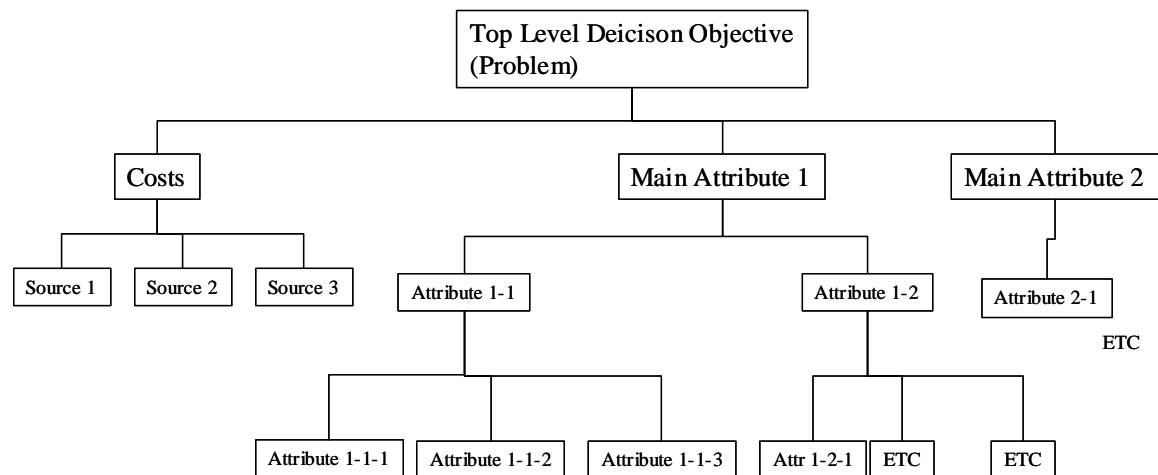 Top Level Deicison Objective
(Problem)
Costs
Main Attribute 1
Main Attribute 2
Source 1
Source 2
Source 3
Attribute 1-1
Attribute 1-2
Attribute 2-1
ETC
Attribute 1-1-1
Attribute 1-1-2
Attribute 1-1-3
Attr 1-2-1
ETC
ETC